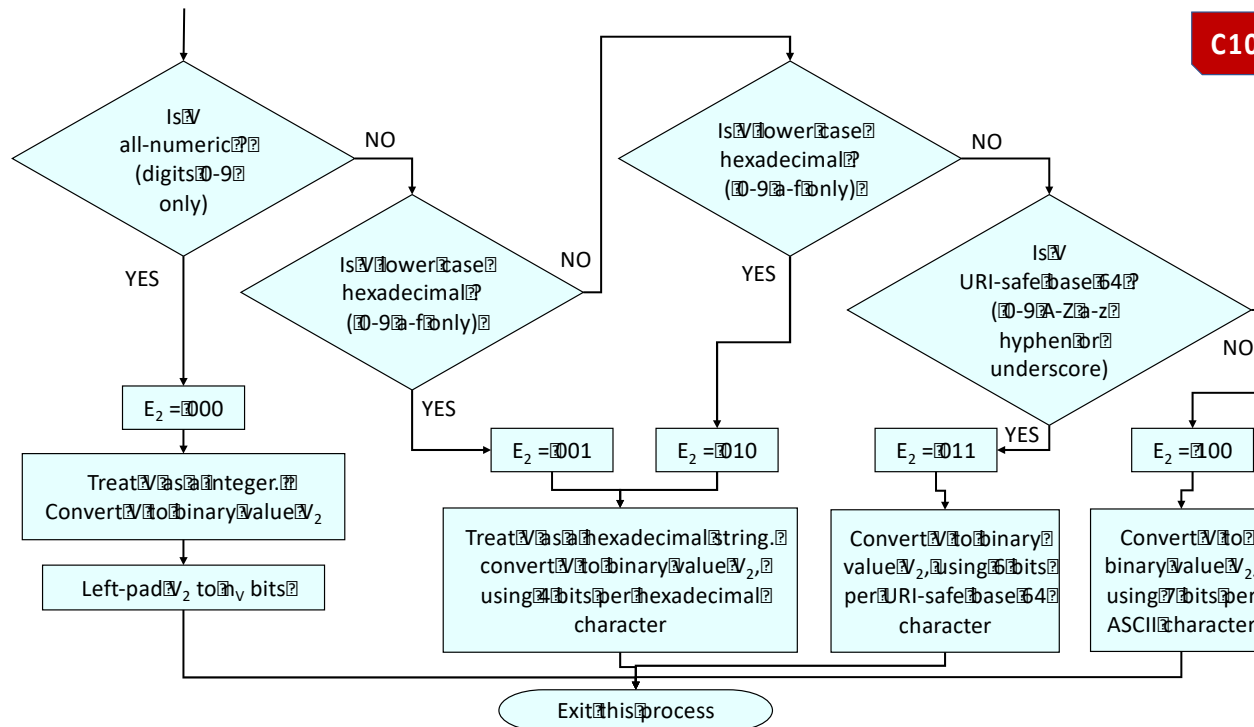 C10
Is V
all-numeric ?
(digits 0-9
only)
NO
YES
Is V lower case
hexadecimal ?
( 0-9 a-f only)
NO
YES
Is V lower case
hexadecimal ?
( 0-9 a-f only)
NO
YES
Is V
URI-safe base 64 ?
( 0-9 A-Z a-z
hyphen or
underscore)
NO
YES
E₂ = 000
E₂ = 001
E₂ = 010
E₂ = 011
E₂ = 100
Treat V as a integer.
Convert V to binary value V₂
Left-pad V₂ to n_V bits
Treat V as a hexadecimal string.
convert V to binary value V₂,
using 4 bits per hexadecimal
character
Convert V to binary
value V₂, using 6 bits
per URI-safe base 64
character
Convert V to
binary value V₂,
using 7 bits per
ASCII character
Exit this process